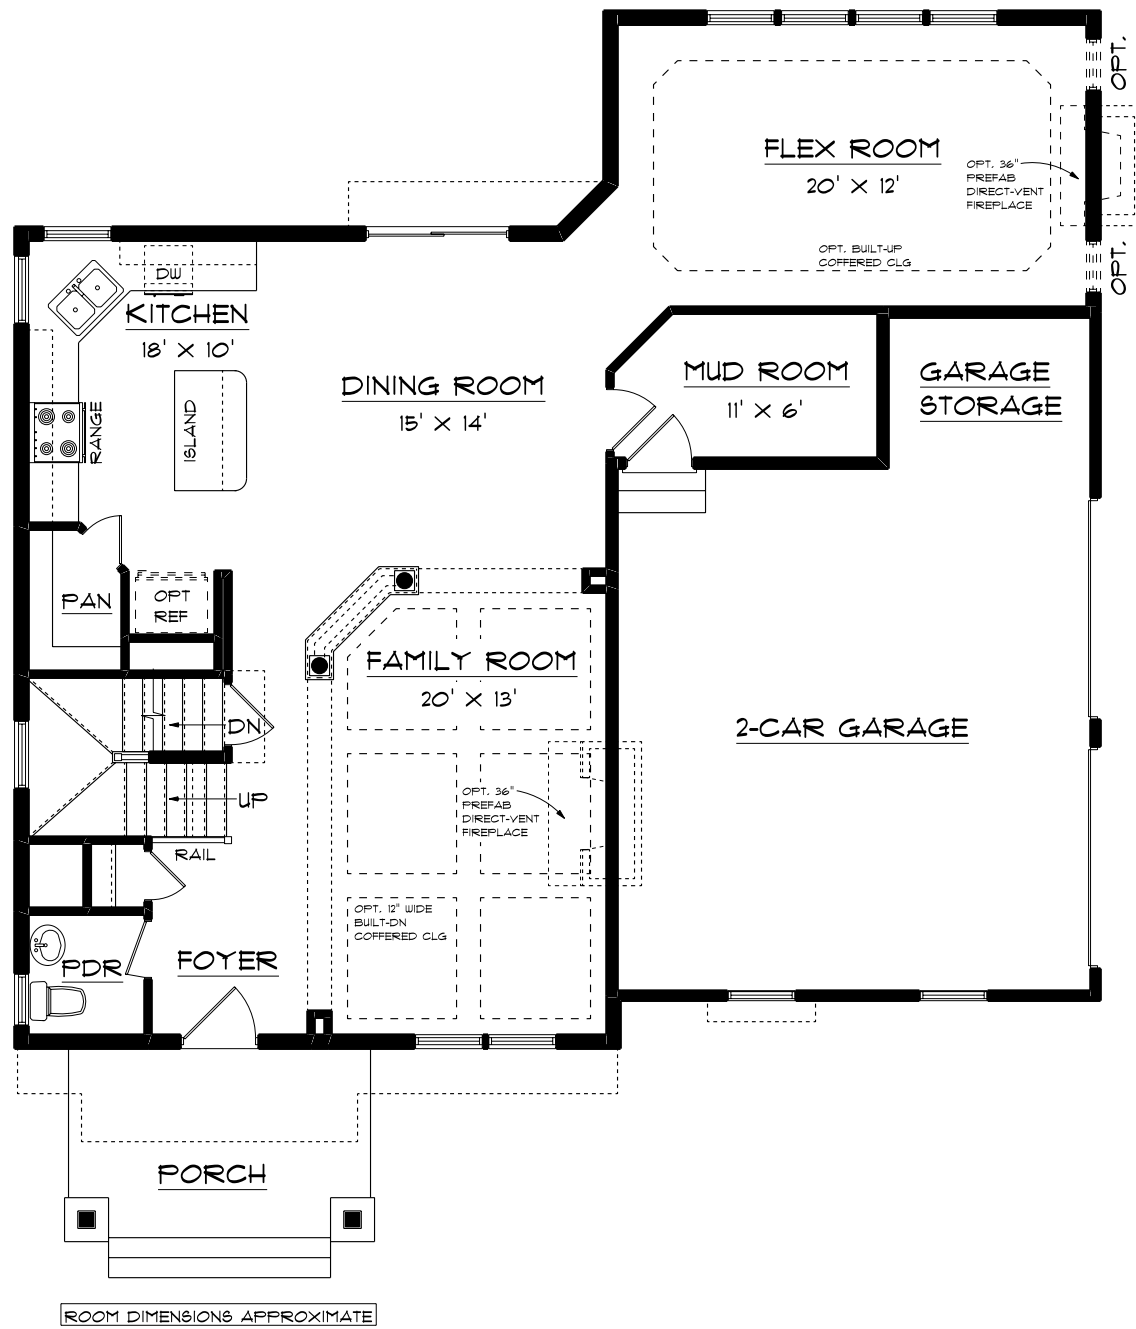 OPT.
FLEX ROOM
20' X 12'
OPT. 36"
PREFAB
DIRECT-VENT
FIREPLACE
OPT. BUILT-UP
COFFERED CLG
OPT.
DW
KITCHEN
18' X 10'
RANGE
ISLAND
DINING ROOM
15' X 14'
MUD ROOM
11' X 6'
GARAGE
STORAGE
PAN
OPT
REF
FAMILY ROOM
20' X 13'
DN
UP
RAIL
2-CAR GARAGE
OPT. 36"
PREFAB
DIRECT-VENT
FIREPLACE
OPT. 12" WIDE
BUILT-DN
COFFERED CLG
PDR
FOYER
PORCH
ROOM DIMENSIONS APPROXIMATE